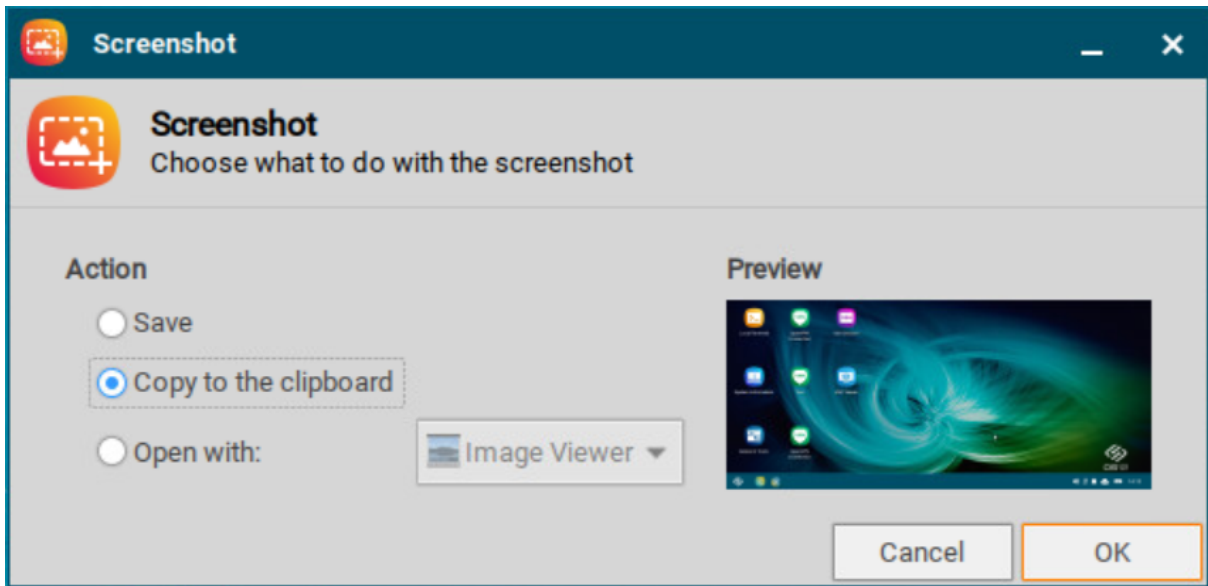 Screenshot
Screenshot
Choose what to do with the screenshot
Action
Save
Copy to the clipboard
Open with:
Image Viewer
Preview
Cancel
OK